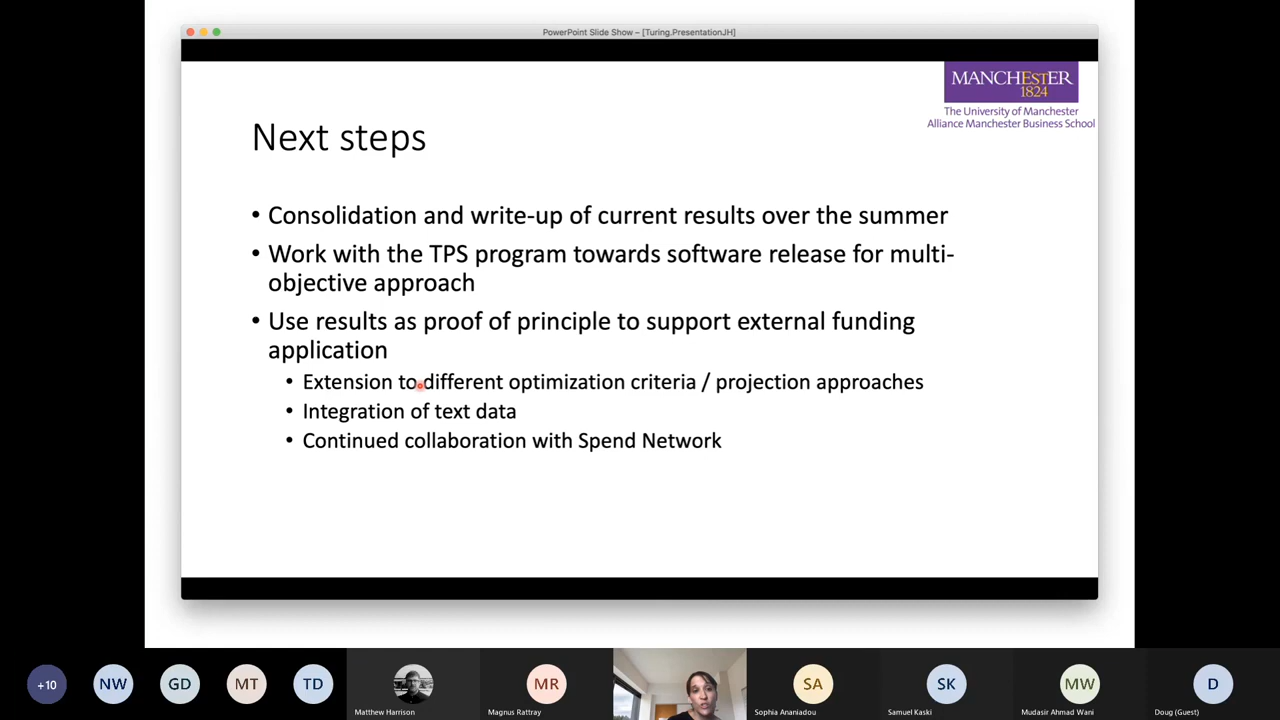 PowerPoint Slide Show – [Turing.PresentationJH]
MANCHESTER
1824
The University of Manchester
Alliance Manchester Business School
Next steps
• Consolidation and write-up of current results over the summer
• Work with the TPS program towards software release for multi-
objective approach
• Use results as proof of principle to support external funding
application
• Extension to different optimization criteria / projection approaches
• Integration of text data
• Continued collaboration with Spend Network
+10
NW
GD
MT
TD
Matthew Harrison
MR
Magnus Rattray
SA
Sophia Ananiadou
SK
Samuel Kaski
MW
Mudasir Ahmad Wani
D
Doug (Guest)